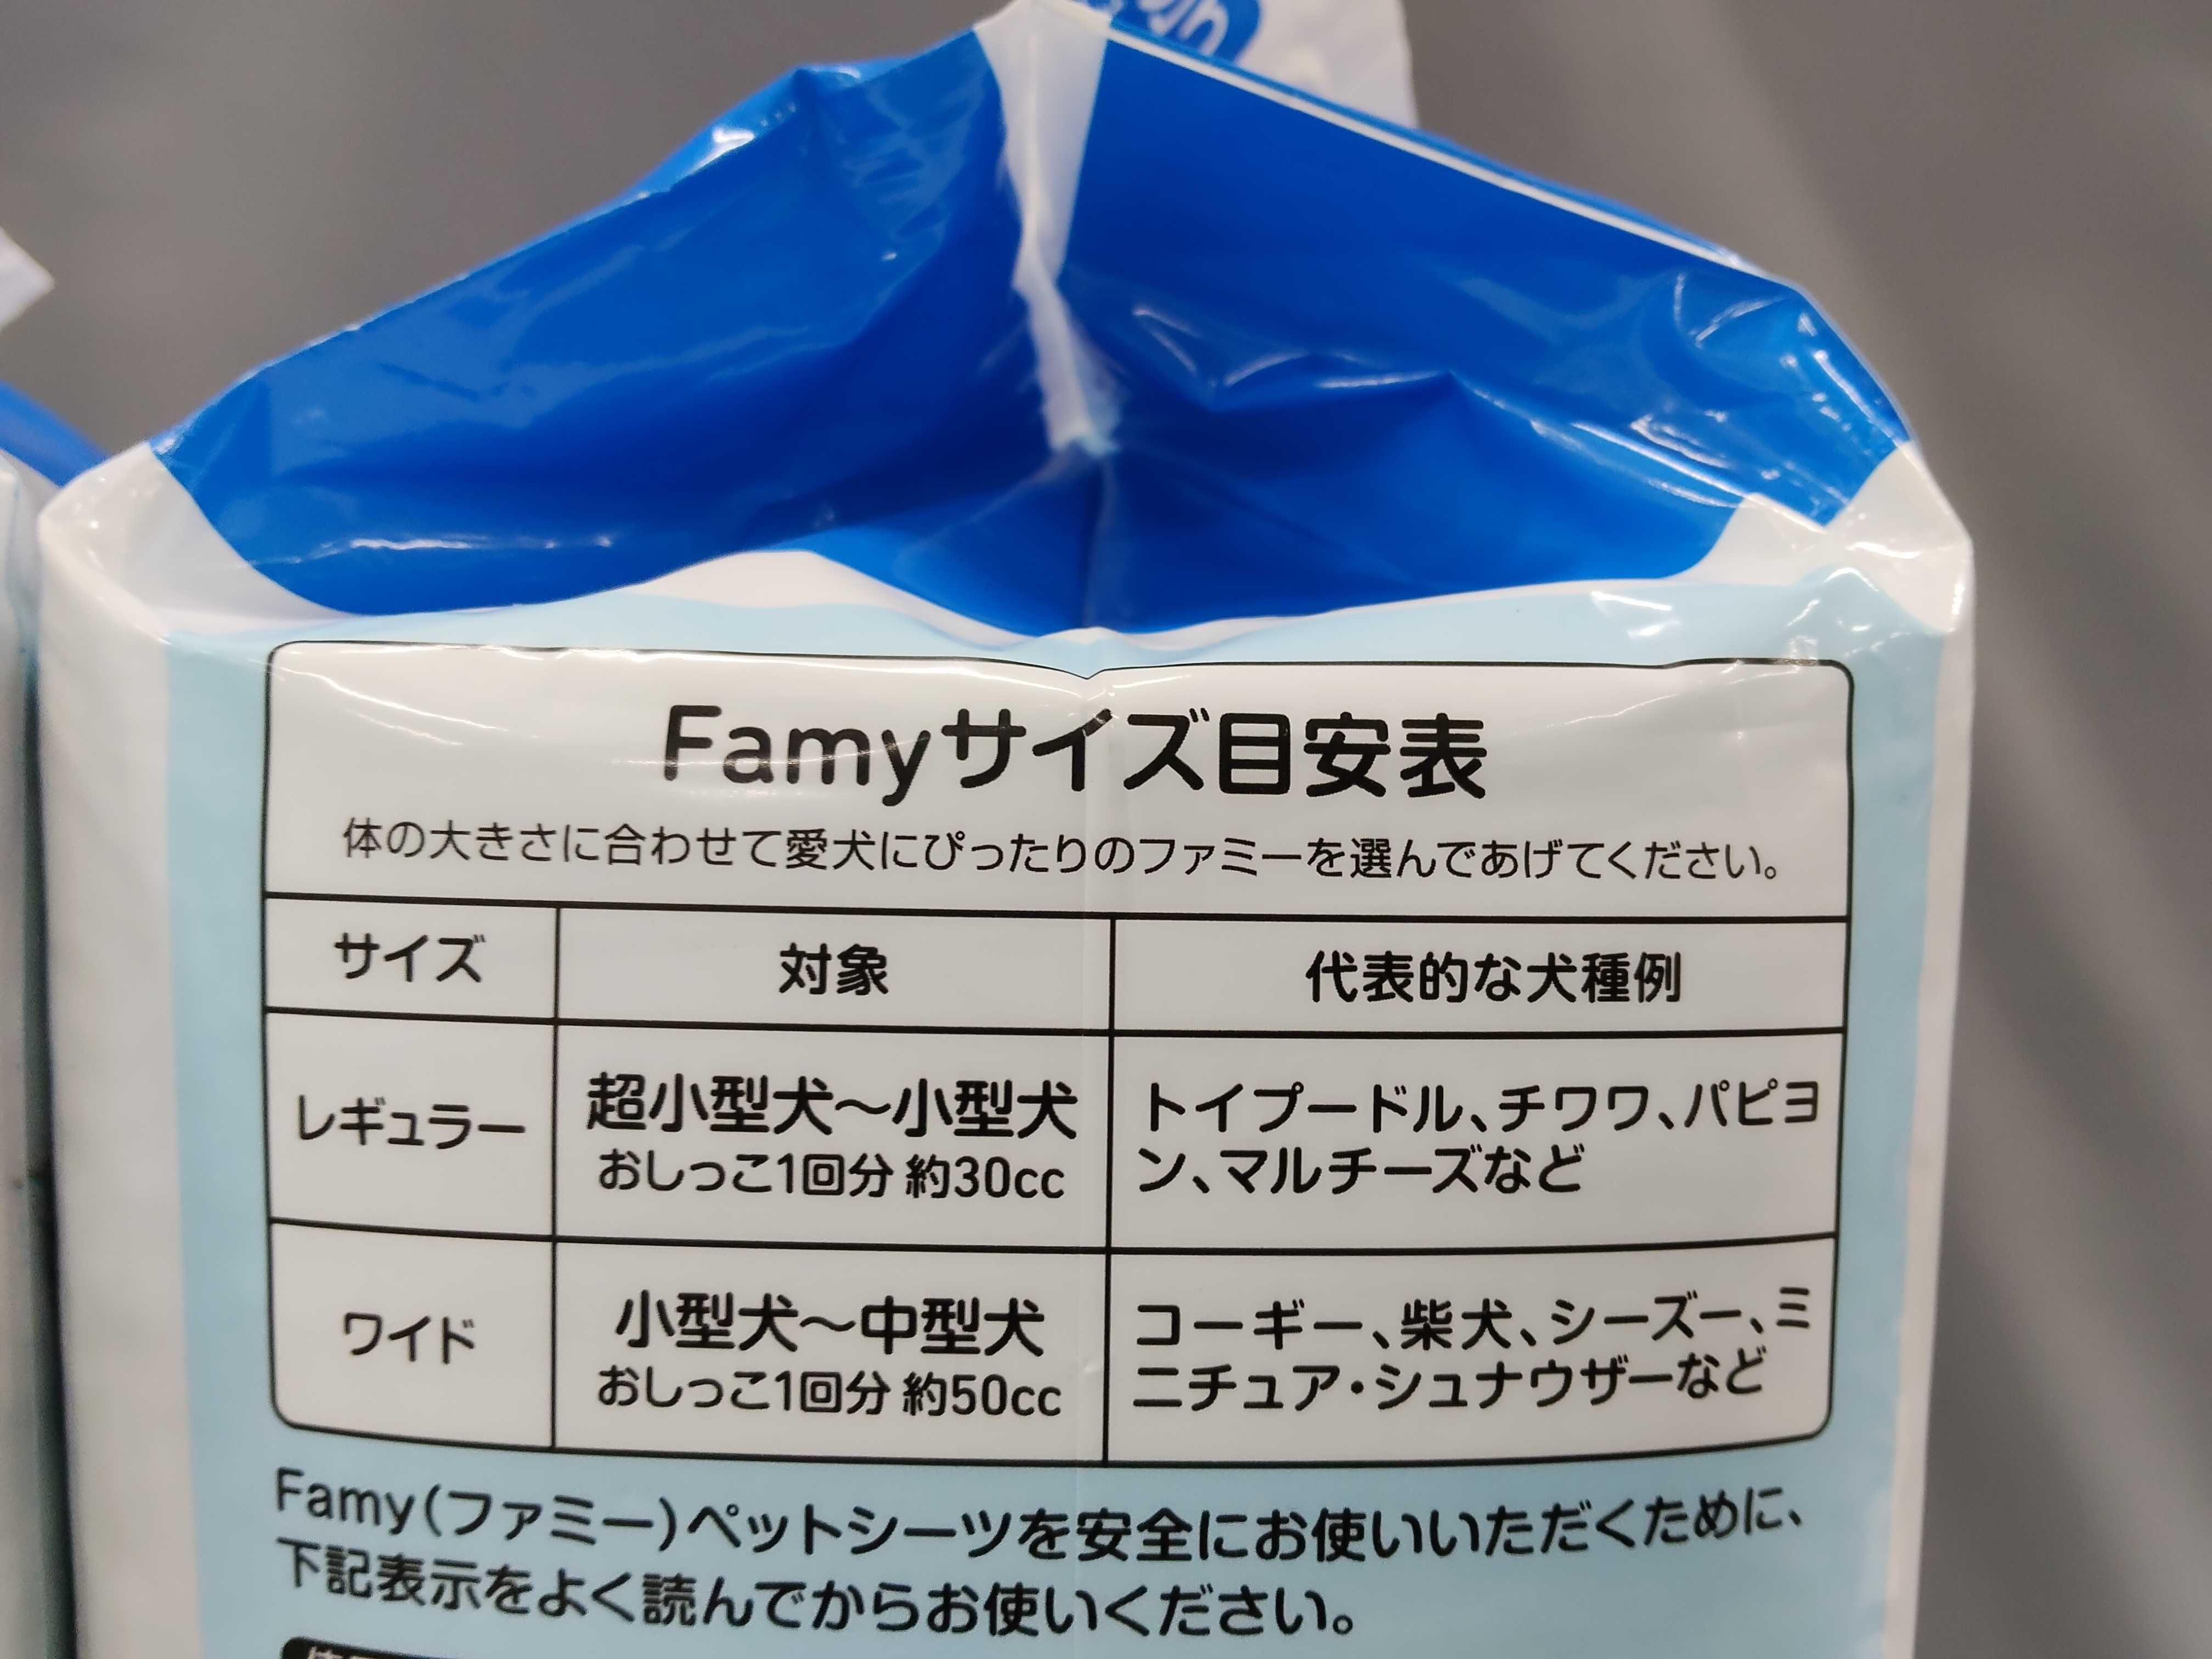 Famyサイズ目安表
体の大きさに合わせて愛犬にぴったりのファミーを選んであげてください。
サイズ
対象
代表的な犬種例
レギュラー
超小型犬～小型犬
おしっこ1回分 約30cc
トイプードル、チワワ、パピヨ
ン、マルチーズなど
ワイド
小型犬～中型犬
おしっこ1回分 約50cc
コーギー、柴犬、シーズー、ミ
ニチュア・シュナウザーなど
Famy(ファミー)ペットシーツを安全にお使いいただくために、
下記表示をよく読んでからお使いください。